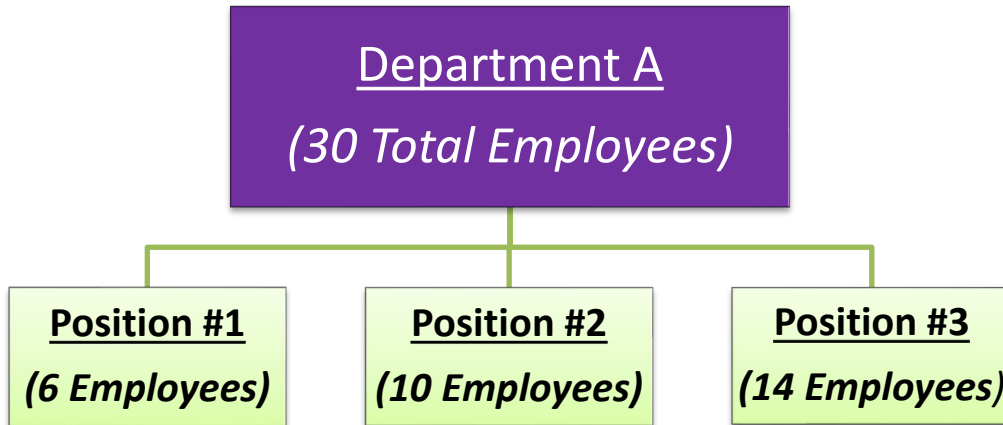 Department A
(30 Total Employees)
Position #1
(6 Employees)
Position #2
(10 Employees)
Position #3
(14 Employees)